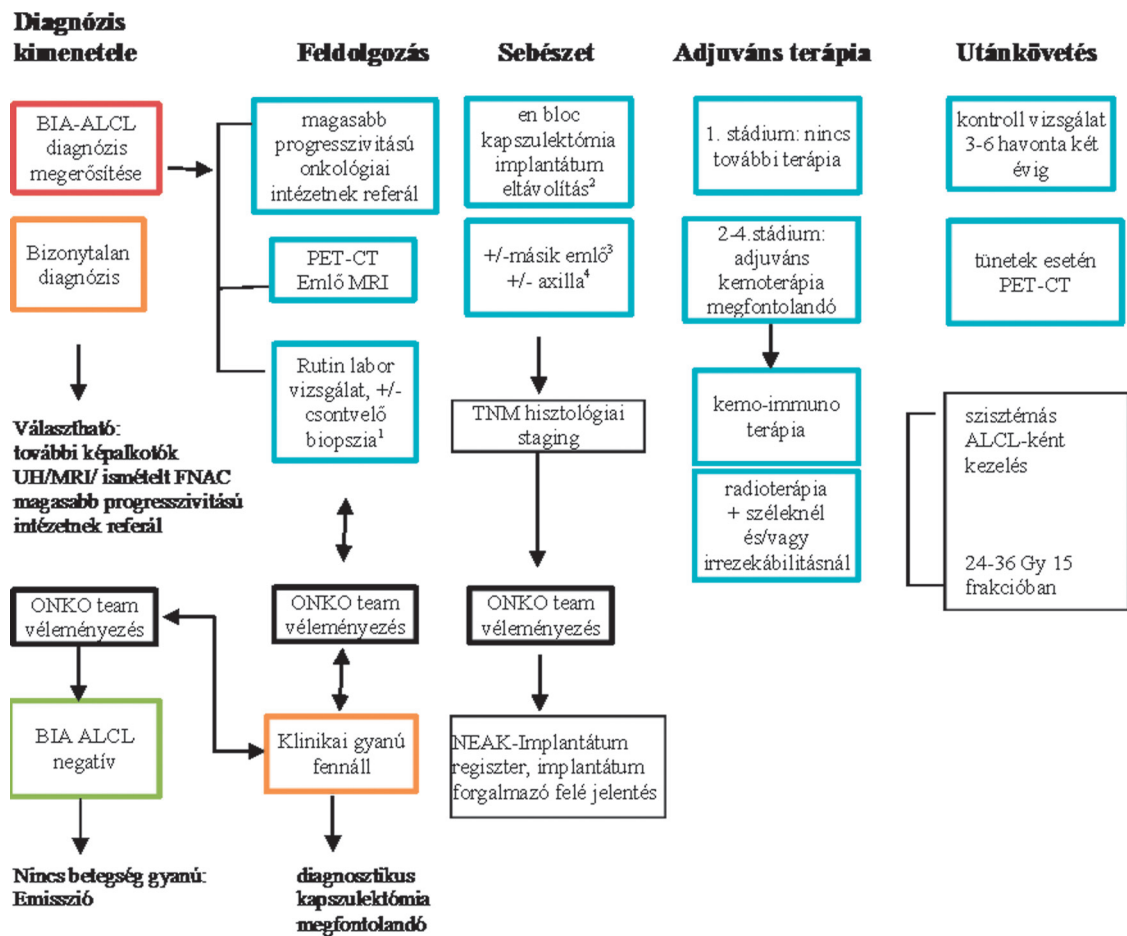 Diagnózis
kimenetele
Feldolgozás
Sebészet
Adjuváns terápia
Utánkövetés
BIA-ALCL
diagnózis
megerősítése
Bizonytalan
diagnózis
Választható:
további képalkotók
UH/MRI/ ismételt FNAC
magasabb progresszivitású
intézetnek referál
ONKO team
véleményezés
BIA ALCL
negatív
Nincs betegség gyanú:
Emisszió
magasabb
progresszivitású
onkológiai
intézetnek referál
PET-CT
Emlő MRI
Rutin labor
vizsgálat, +/-
csontvelő
biopszia¹
ONKO team
véleményezés
Klinikai gyanú
fennáll
diagnosztikus
kapszulektómia
megfontolandó
en bloc
kapszulektómia
implantátum
eltávolítás²
+/-másik emlő³
+/- axilla⁴
TNM hisztológiai
staging
ONKO team
véleményezés
NEAK-Implantátum
regiszter, implantátum
forgalmazó felé jelentés
1. stádium: nincs
további terápia
2-4.stádium:
adjuváns
kemoterápia
megfontolandó
kemo-immuno
terápia
radioterápia
+ széleknél
és/vagy
irrezekábilitásnál
kontroll vizsgálat
3-6 havonta két
évig
tünetek esetén
PET-CT
szisztémás
ALCL-ként
kezelés
24-36 Gy 15
frakcióban